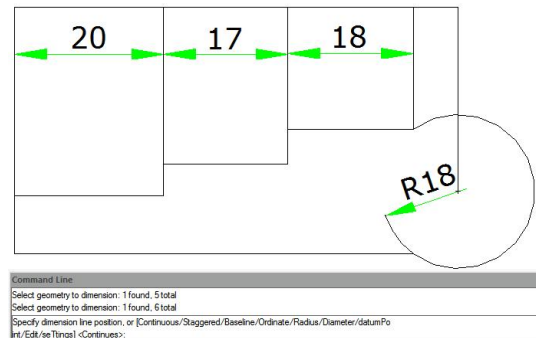 20
17
18
R18
Command Line
Select geometry to dimension: 1 found, 5 total
Select geometry to dimension: 1 found, 6 total
Specify dimension line position, or [Continuous/Staggered/Baseline/Ordinate/Radius/Diameter/datumPo
int/Edit/seTtings] <Continues>: